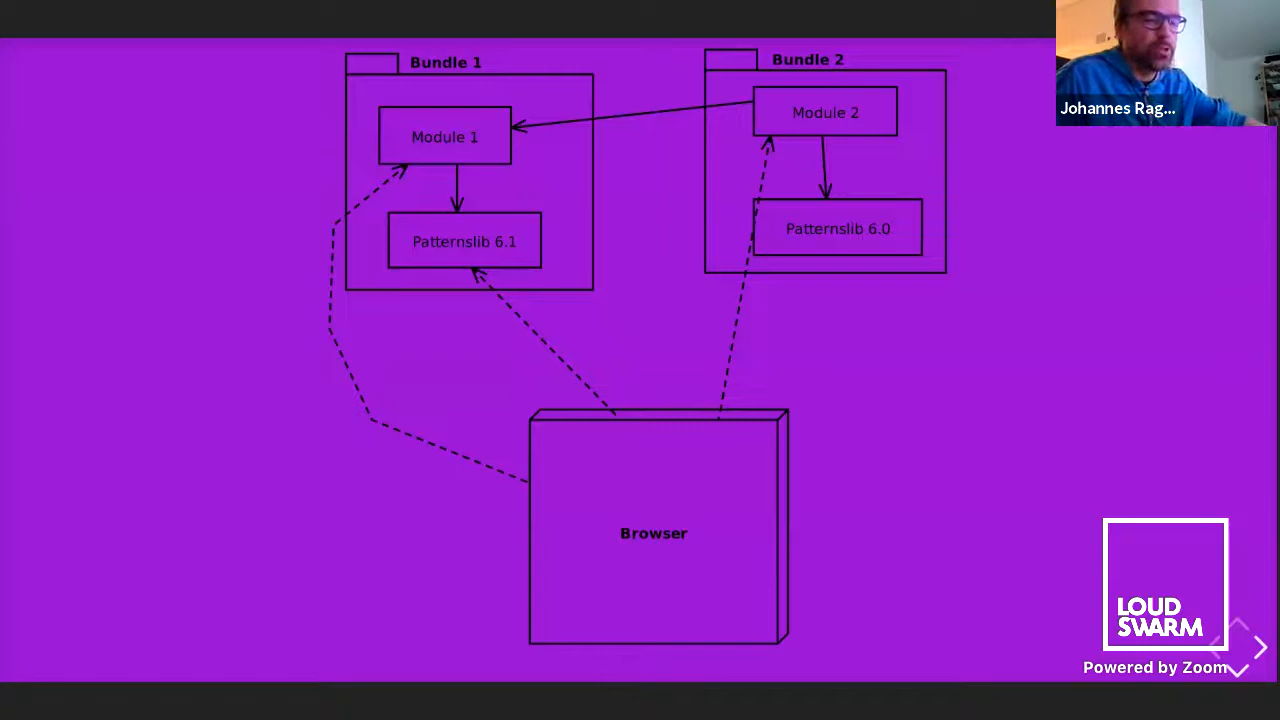 Bundle 1
Bundle 2
Module 1
Module 2
Patternslib 6.1
Patternslib 6.0
Browser
Johannes Rag...
LOUD
SWARM
Powered by Zoom